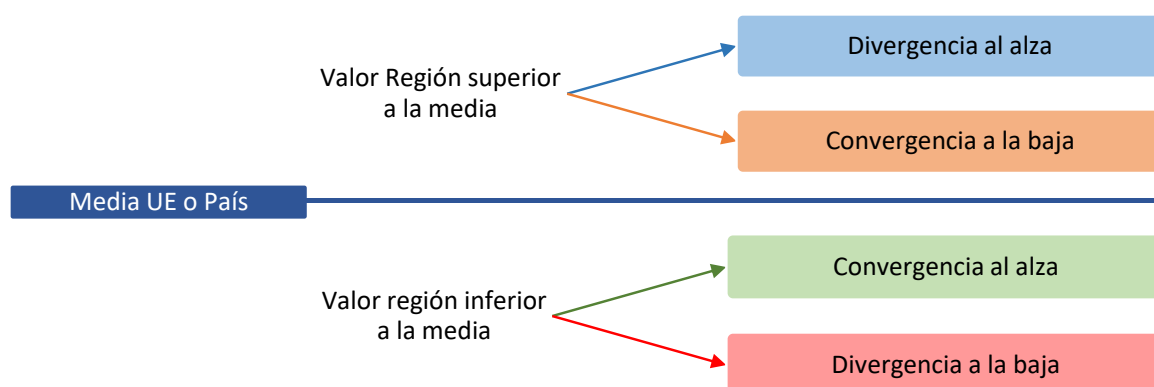 Divergencia al alza
Valor Región superior
a la media
Convergencia a la baja
Media UE o País
Convergencia al alza
Valor región inferior
a la media
Divergencia a la baja